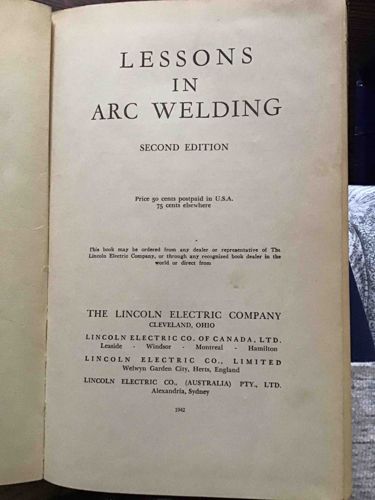 LESSONS
IN
ARC WELDING
SECOND EDITION
Price 50 cents postpaid in U.S.A.
75 cents elsewhere
This book may be ordered from any dealer or representative of The
Lincoln Electric Company, or through any recognized book dealer in the
world or direct from
THE LINCOLN ELECTRIC COMPANY
CLEVELAND, OHIO
LINCOLN ELECTRIC CO. OF CANADA, LTD.
Leaside - Windsor - Montreal - Hamilton
LINCOLN ELECTRIC CO., LIMITED
Welwyn Garden City, Herts, England
LINCOLN ELECTRIC CO., (AUSTRALIA) PTY., LTD.
Alexandria, Sydney
1942